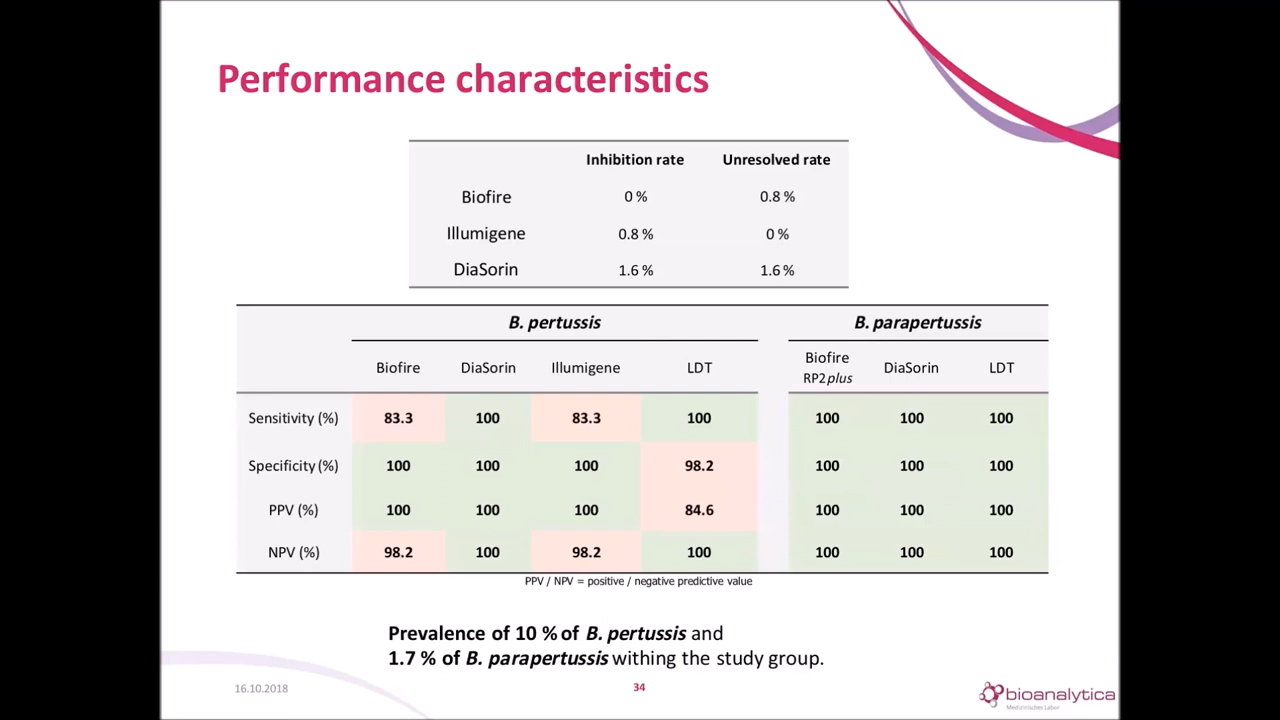 Performance characteristics
Inhibition rate Unresolved rate
Biofire 0 % 0.8 %
Illumigene 0.8 % 0 %
DiaSorin 1.6 % 1.6 %
B. pertussis B. parapertussis
Biofire DiaSorin Illumigene LDT Biofire RP2plus DiaSorin LDT
Sensitivity (%) 83.3 100 83.3 100 100 100 100
Specificity (%) 100 100 100 98.2 100 100 100
PPV (%) 100 100 100 84.6 100 100 100
NPV (%) 98.2 100 98.2 100 100 100 100
PPV / NPV = positive / negative predictive value
Prevalence of 10 % of B. pertussis and
1.7 % of B. parapertussis withing the study group.
16.10.2018 34 bioanalytica
Medizinisches Labor